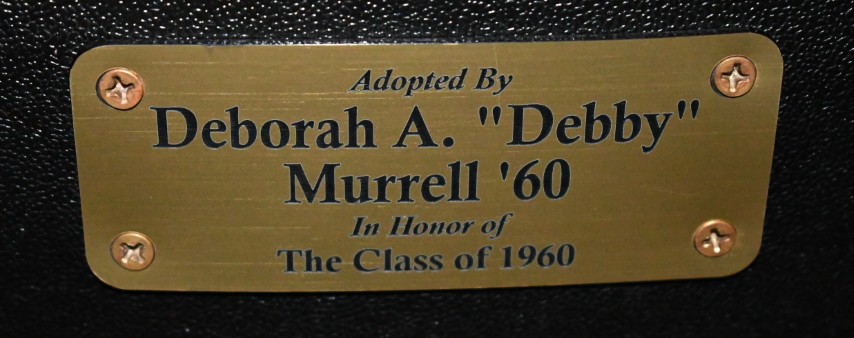 Adopted By
Deborah A. "Debby"
Murrell '60
In Honor of
The Class of 1960